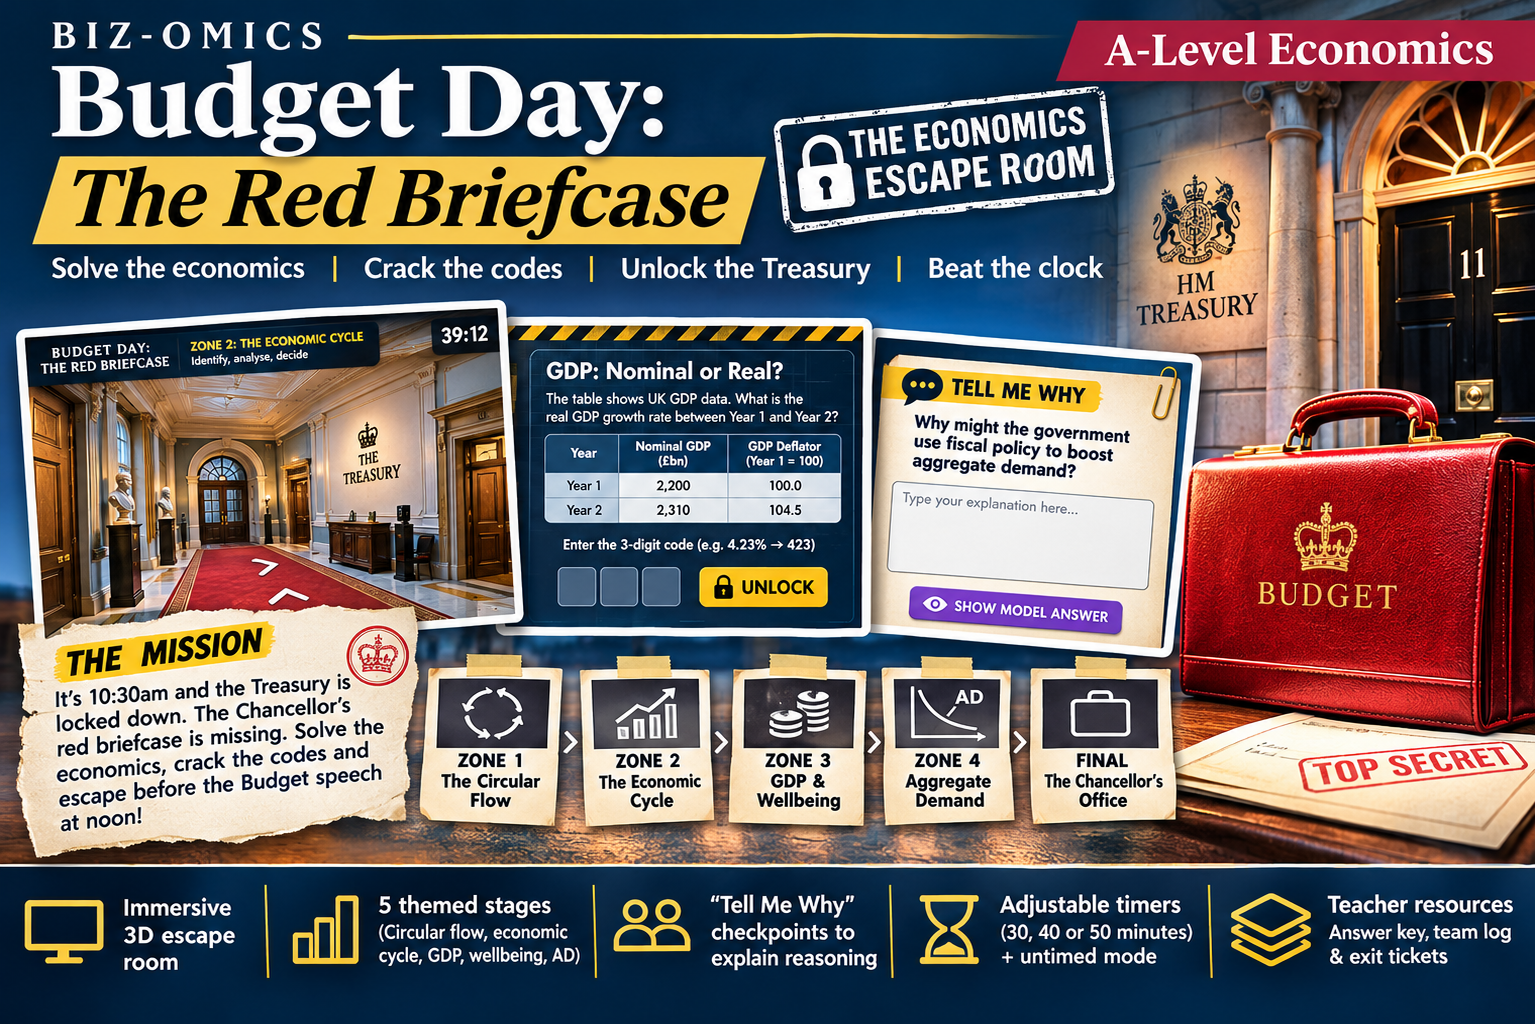 BIZ-OMICS
A-Level Economics
Budget Day:
The Red Briefcase
THE ECONOMICS
ESCAPE ROOM
Solve the economics | Crack the codes | Unlock the Treasury | Beat the clock
HM
TREASURY
11
BUDGET DAY:
THE RED BRIEFCASE
ZONE 2: THE ECONOMIC CYCLE
Identify, analyse, decide
39:12
THE
TREASURY
GDP: Nominal or Real?
The table shows UK GDP data. What is the
real GDP growth rate between Year 1 and Year 2?
Year
Nominal GDP
(£bn)
GDP Deflator
(Year 1 = 100)
Year 1 2,200 100.0
Year 2 2,310 104.5
Enter the 3-digit code (e.g. 4.23% → 423)
UNLOCK
TELL ME WHY
Why might the government
use fiscal policy to boost
aggregate demand?
Type your explanation here...
SHOW MODEL ANSWER
BUDGET
TOP SECRET
THE MISSION
It's 10:30am and the Treasury is
locked down. The Chancellor's
red briefcase is missing. Solve the
economics, crack the codes and
escape before the Budget speech
at noon!
ZONE 1
The Circular
Flow
ZONE 2
The Economic
Cycle
ZONE 3
GDP &
Wellbeing
AD
ZONE 4
Aggregate
Demand
FINAL
The Chancellor's
Office
Immersive
3D escape
room
5 themed stages
(Circular flow, economic
cycle, GDP, wellbeing, AD)
"Tell Me Why"
checkpoints to
explain reasoning
Adjustable timers
(30, 40 or 50 minutes)
+ untimed mode
Teacher resources
Answer key, team log
& exit tickets